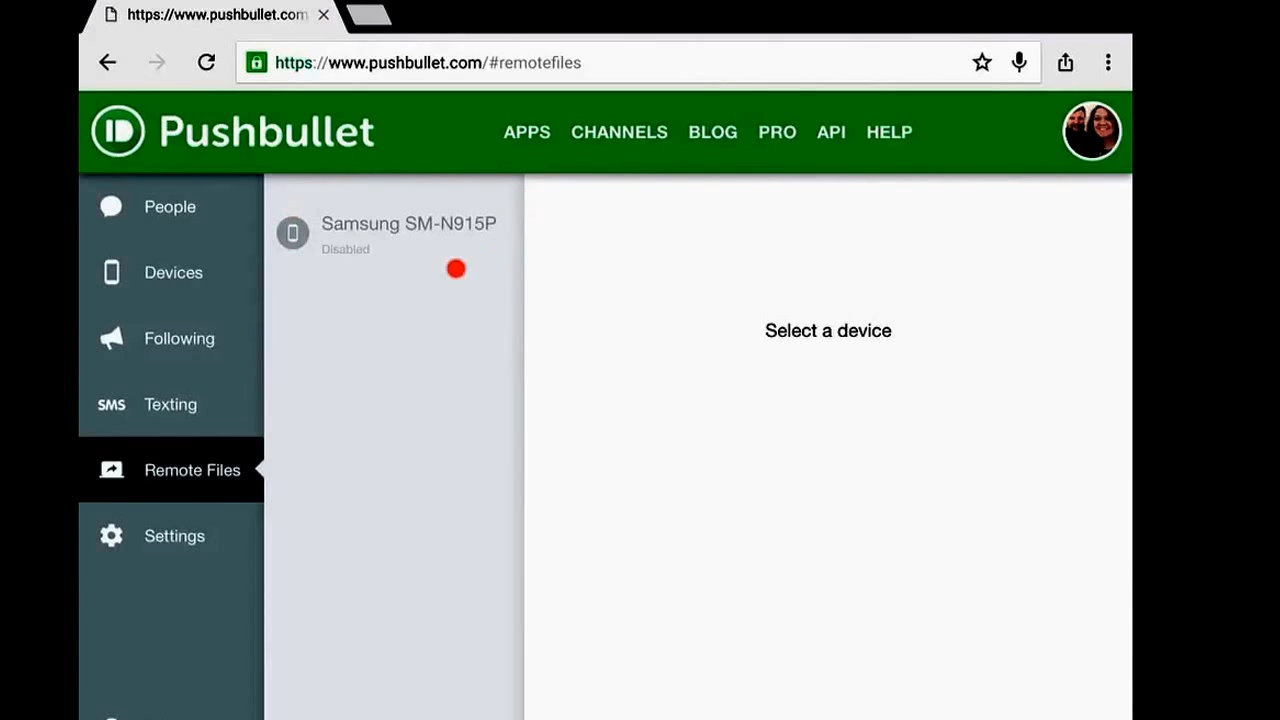 https://www.pushbullet.com
https://www.pushbullet.com/#remotefiles
Pushbullet
APPS CHANNELS BLOG PRO API HELP
People
Devices
Following
SMS Texting
Remote Files
Settings
Samsung SM-N915P
Disabled
Select a device